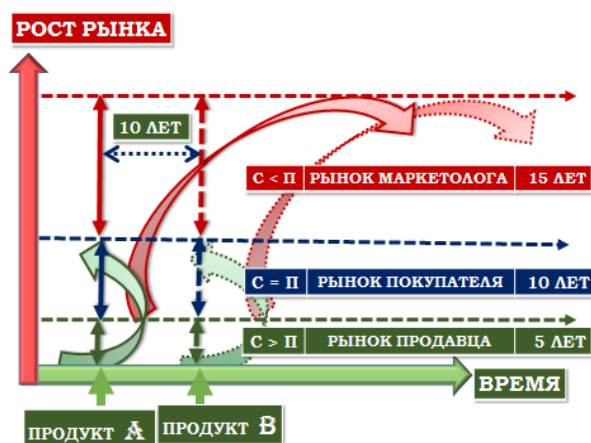 РОСТ РЫНКА
10 ЛЕТ
С < П РЫНОК МАРКЕТОЛОГА 15 ЛЕТ
С = П РЫНОК ПОКУПАТЕЛЯ 10 ЛЕТ
С > П РЫНОК ПРОДАВЦА 5 ЛЕТ
ВРЕМЯ
ПРОДУКТ A
ПРОДУКТ B